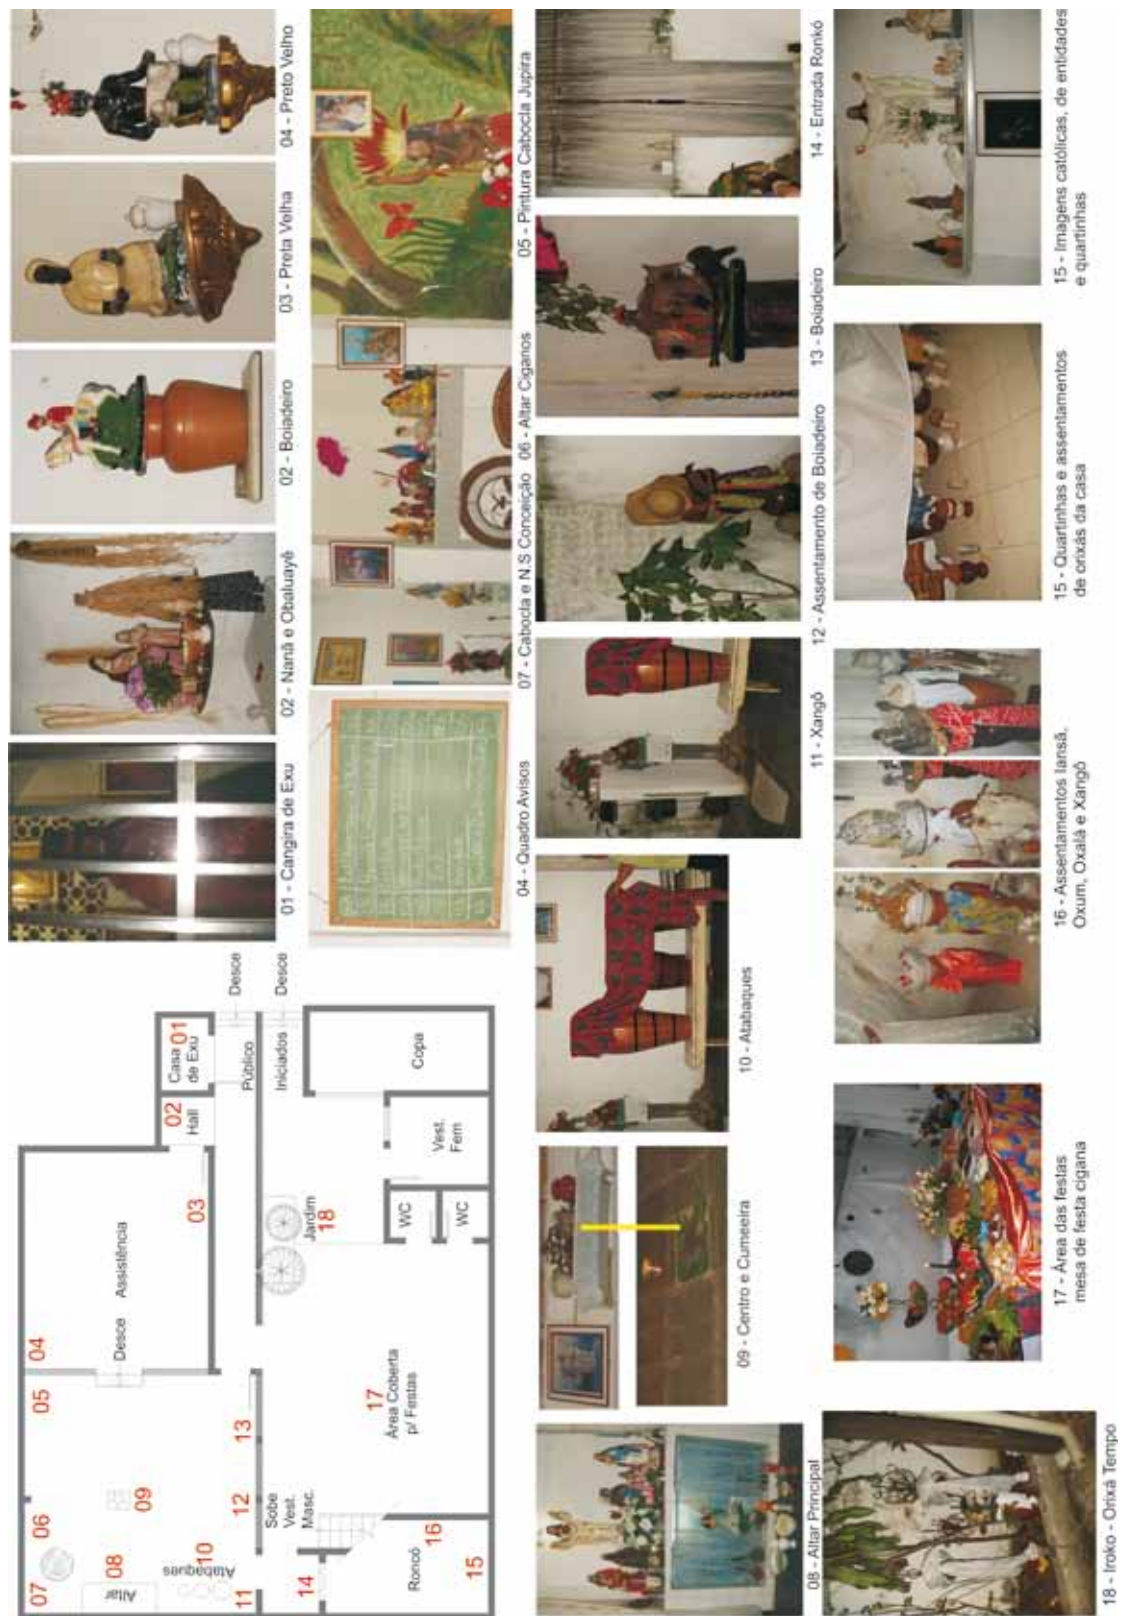 01
Casa
de Exu
02
Hall
Público
Desce
Iniciados
Desce
Copa
03
04
Assistência
Desce
Vest.
Fem
WC
WC
Jardim
18
05
06
07
08
Altar
09
10
Atabaques
11
12
13
Sobe
Vest.
Masc.
17
Área Coberta
p/ Festas
14
Roncó
16
15
01 - Cangira de Exu
02 - Nanã e Obaluayê
02 - Boiadeiro
03 - Preta Velha
04 - Preto Velho
04 - Quadro Avisos
07 - Cabocla e N.S Conceição
06 - Altar Ciganos
05 - Pintura Cabocla Jupira
08 - Altar Principal
09 - Centro e Cumeeira
10 - Atabaques
11 - Xangô
12 - Assentamento de Boiadeiro
13 - Boiadeiro
14 - Entrada Ronkó
18 - Iroko - Orixá Tempo
17 - Área das festas
mesa de festa cigana
16 - Assentamentos Iansã,
Oxum, Oxalá e Xangô
15 - Quartinhas e assentamentos
de orixás da casa
15 - Imagens católicas, de entidades
e quartinhas